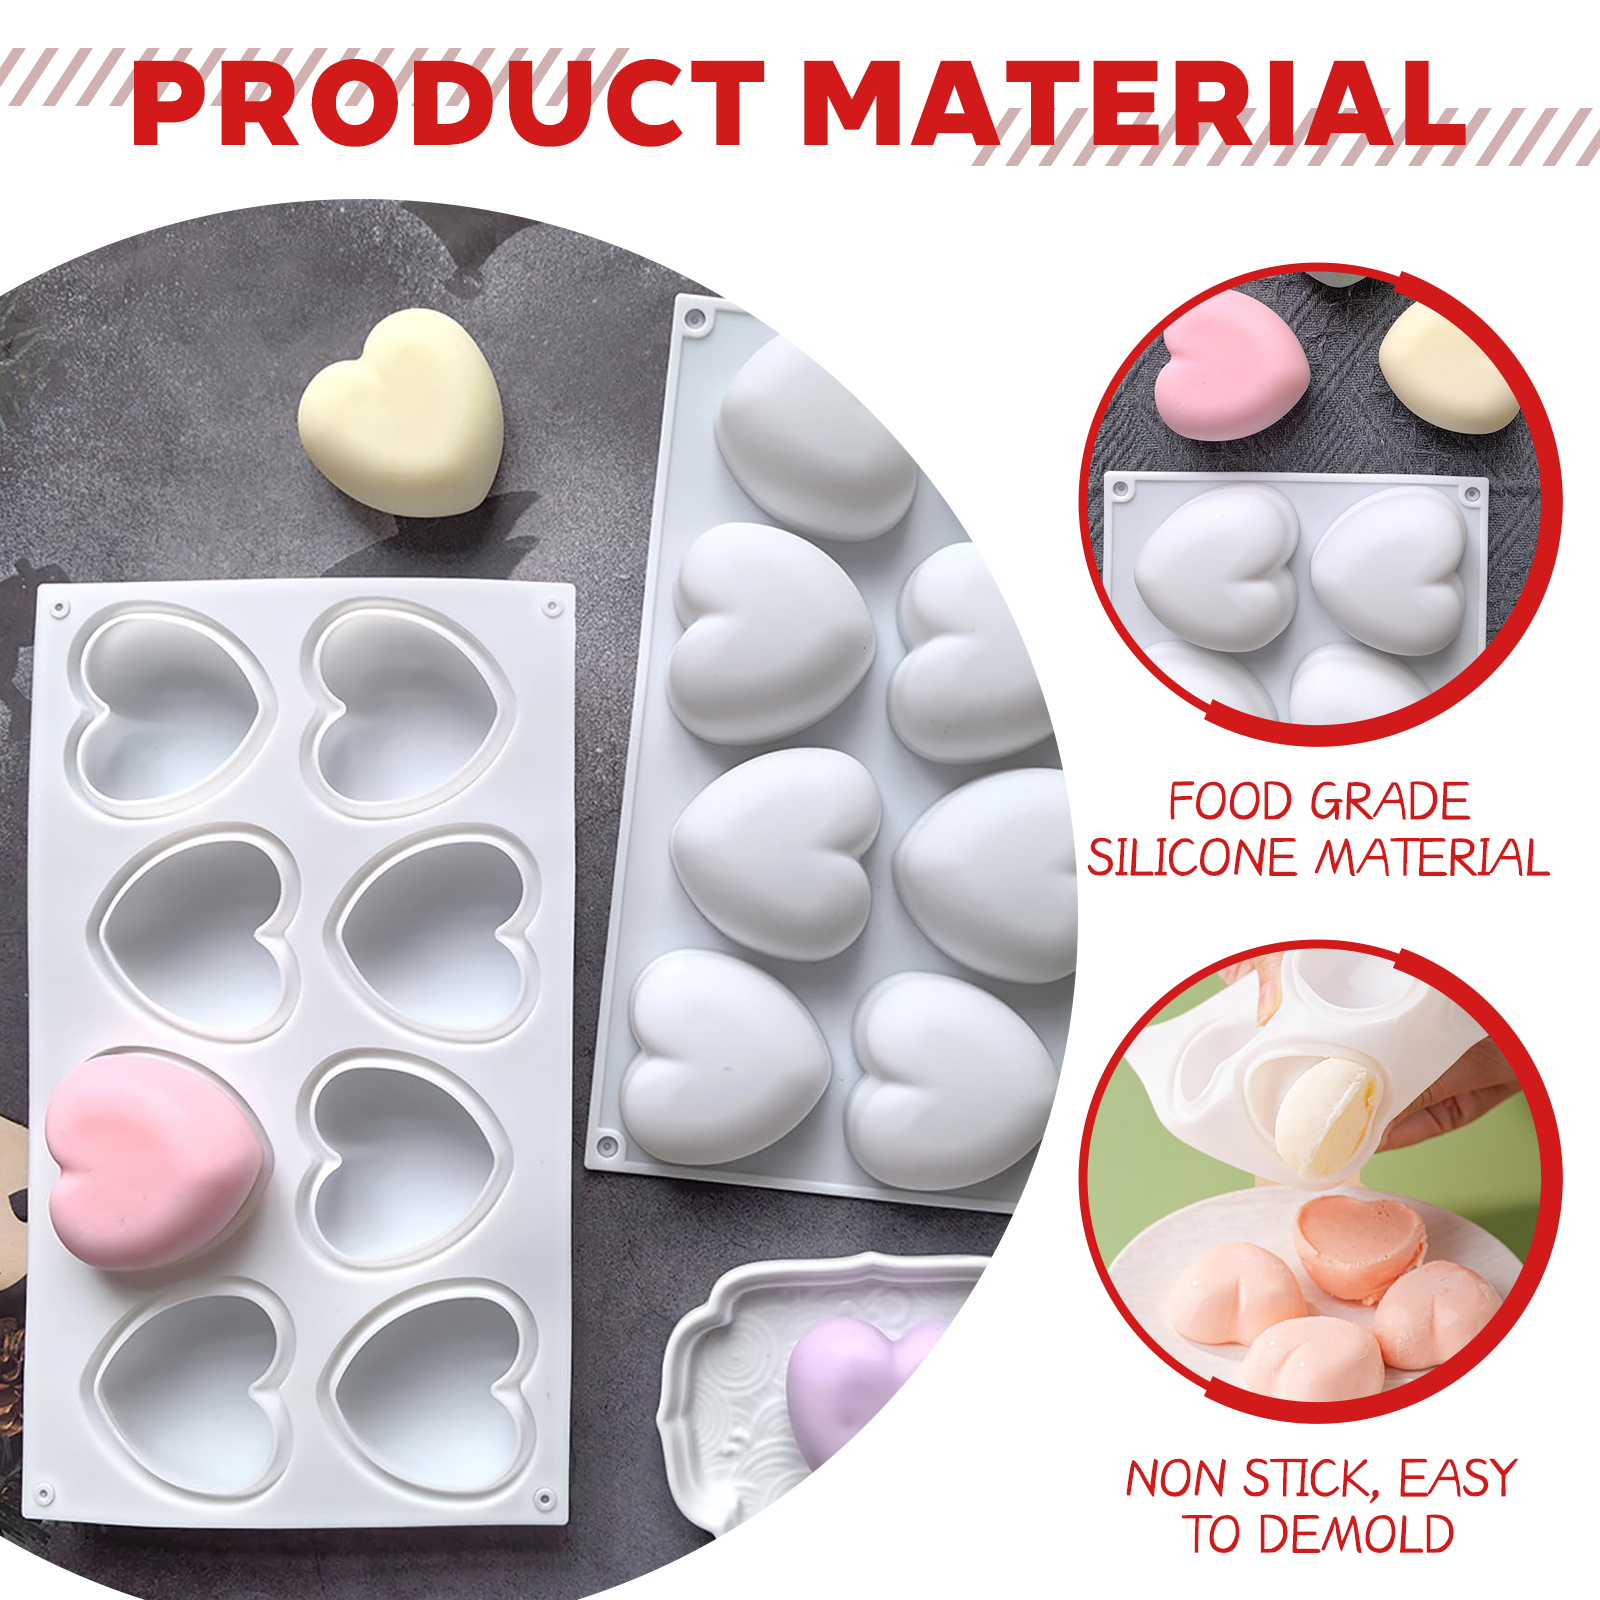 PRODUCT MATERIAL
FOOD GRADE
SILICONE MATERIAL
NON STICK, EASY
TO DEMOLD